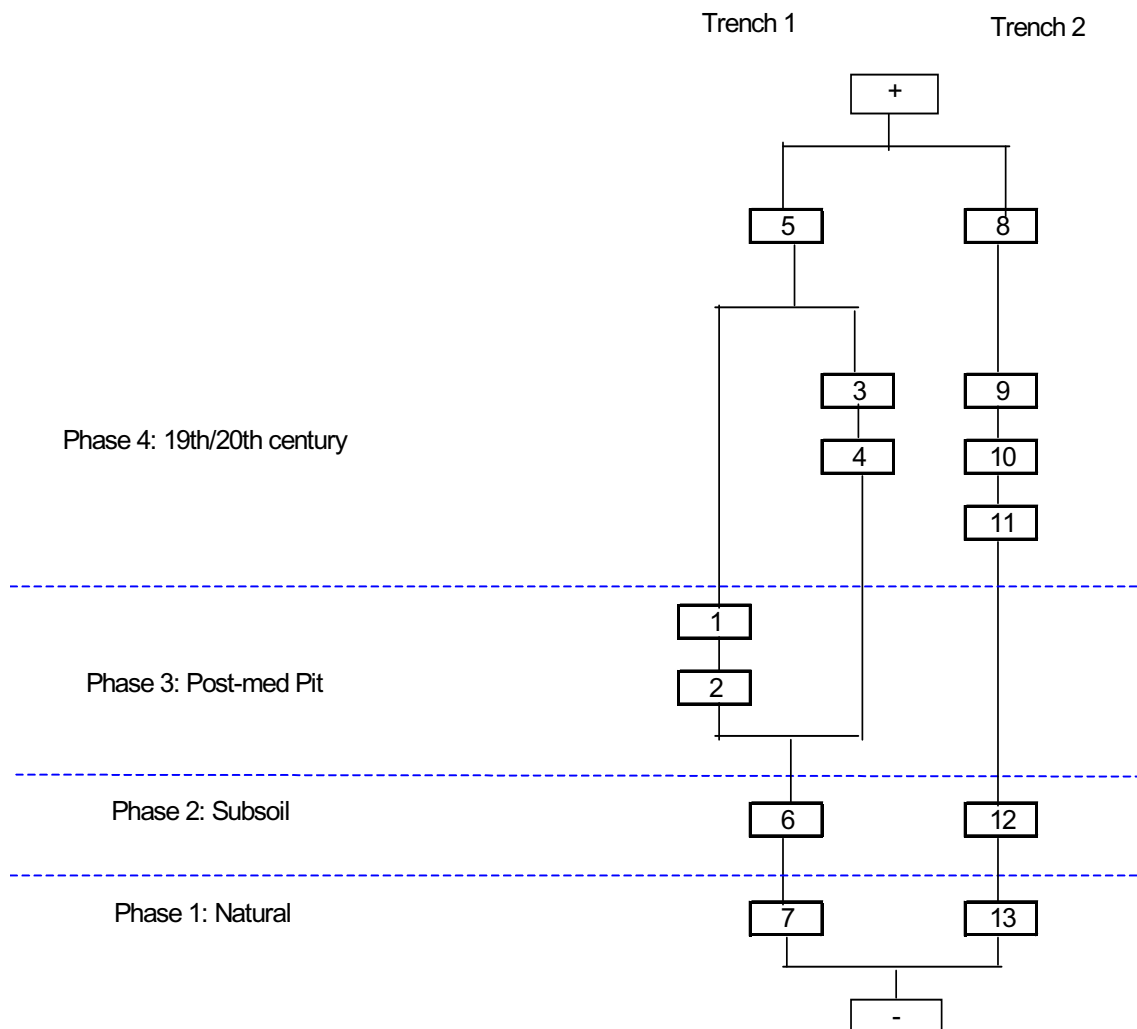 Trench 1
Trench 2
+
5
8
3
9
Phase 4: 19th/20th century
4
10
11
1
Phase 3: Post-med Pit
2
Phase 2: Subsoil
6
12
Phase 1: Natural
7
13
-